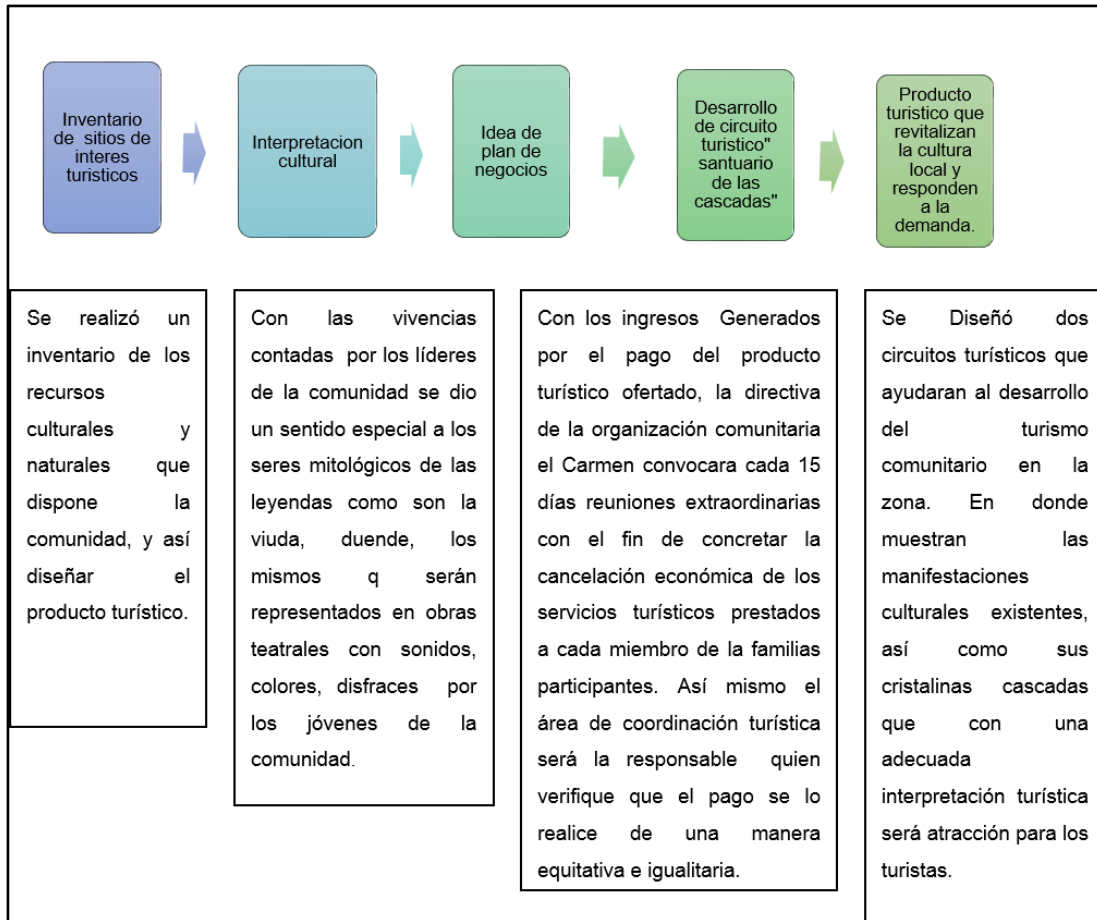 Inventario
de sitios de
interes
turisticos
Interpretacion
cultural
Idea de
plan de
negocios
Desarrollo
de circuito
turistico"
santuario
de las
cascadas"
Producto
turistico que
revitalizan
la cultura
local y
responden
a la
demanda.
Se realizó un
inventario de los
recursos
culturales y
naturales que
dispone la
comunidad, y así
diseñar el
producto turístico.
Con las vivencias
contadas por los líderes
de la comunidad se dio
un sentido especial a los
seres mitológicos de las
leyendas como son la
viuda, duende, los
mismos q serán
representados en obras
teatrales con sonidos,
colores, disfraces por
los jóvenes de la
comunidad.
Con los ingresos Generados
por el pago del producto
turístico ofertado, la directiva
de la organización comunitaria
el Carmen convocara cada 15
días reuniones extraordinarias
con el fin de concretar la
cancelación económica de los
servicios turísticos prestados
a cada miembro de la familias
participantes. Así mismo el
área de coordinación turística
será la responsable quien
verifique que el pago se lo
realice de una manera
equitativa e igualitaria.
Se Diseñó dos
circuitos turísticos que
ayudaran al desarrollo
del turismo
comunitario en la
zona. En donde
muestran las
manifestaciones
culturales existentes,
así como sus
cristalinas cascadas
que con una
adecuada
interpretación turística
será atracción para los
turistas.